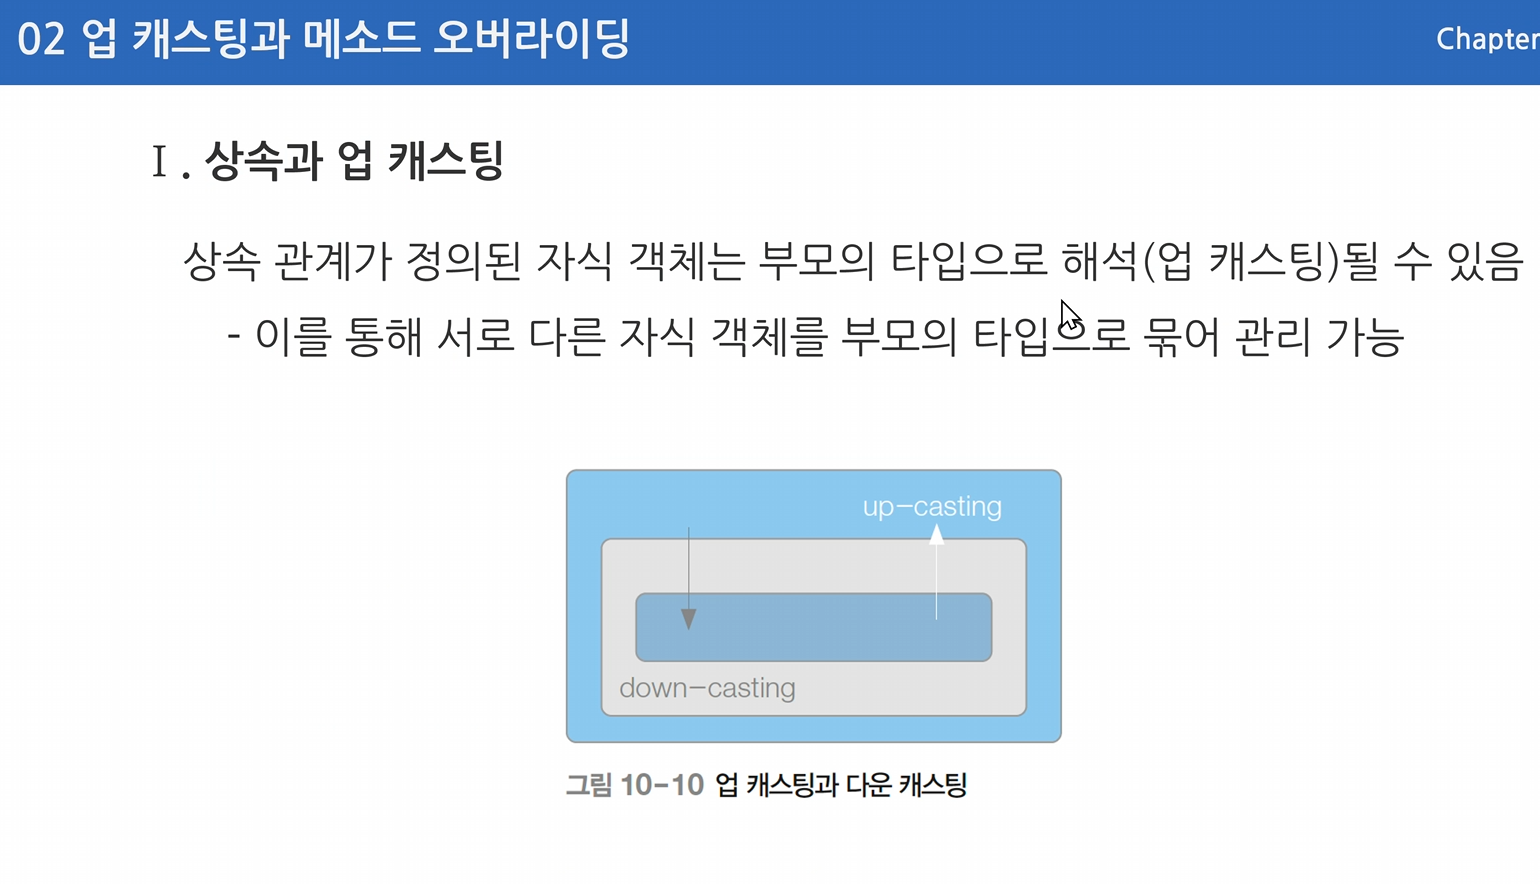 02 업 캐스팅과 메소드 오버라이딩
Chapter
Ⅰ. 상속과 업 캐스팅
상속 관계가 정의된 자식 객체는 부모의 타입으로 해석(업 캐스팅)될 수 있음
- 이를 통해 서로 다른 자식 객체를 부모의 타입으로 묶어 관리 가능
up-casting
down-casting
그림 10-10 업 캐스팅과 다운 캐스팅